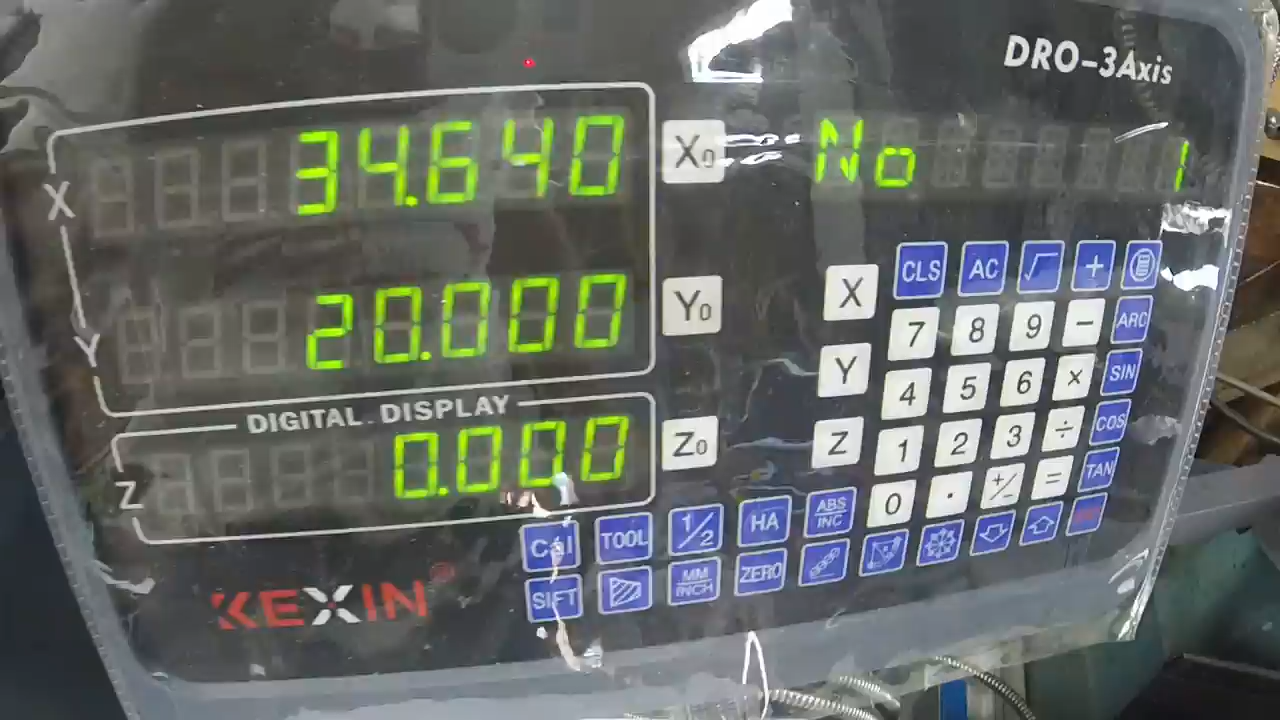 DRO-3Axis
X 34.640 X0 No 1
Y 20.000 Y0
DIGITAL DISPLAY
Z 0.000 Z0
X CLS AC √ +
7 8 9 − ARC
Y 4 5 6 × SIN
Z 1 2 3 ÷ COS
0 . +/− = TAN
Cal TOOL 1/2 HA ABS/INC
SIFT MM/INCH ZERO
KEXIN®